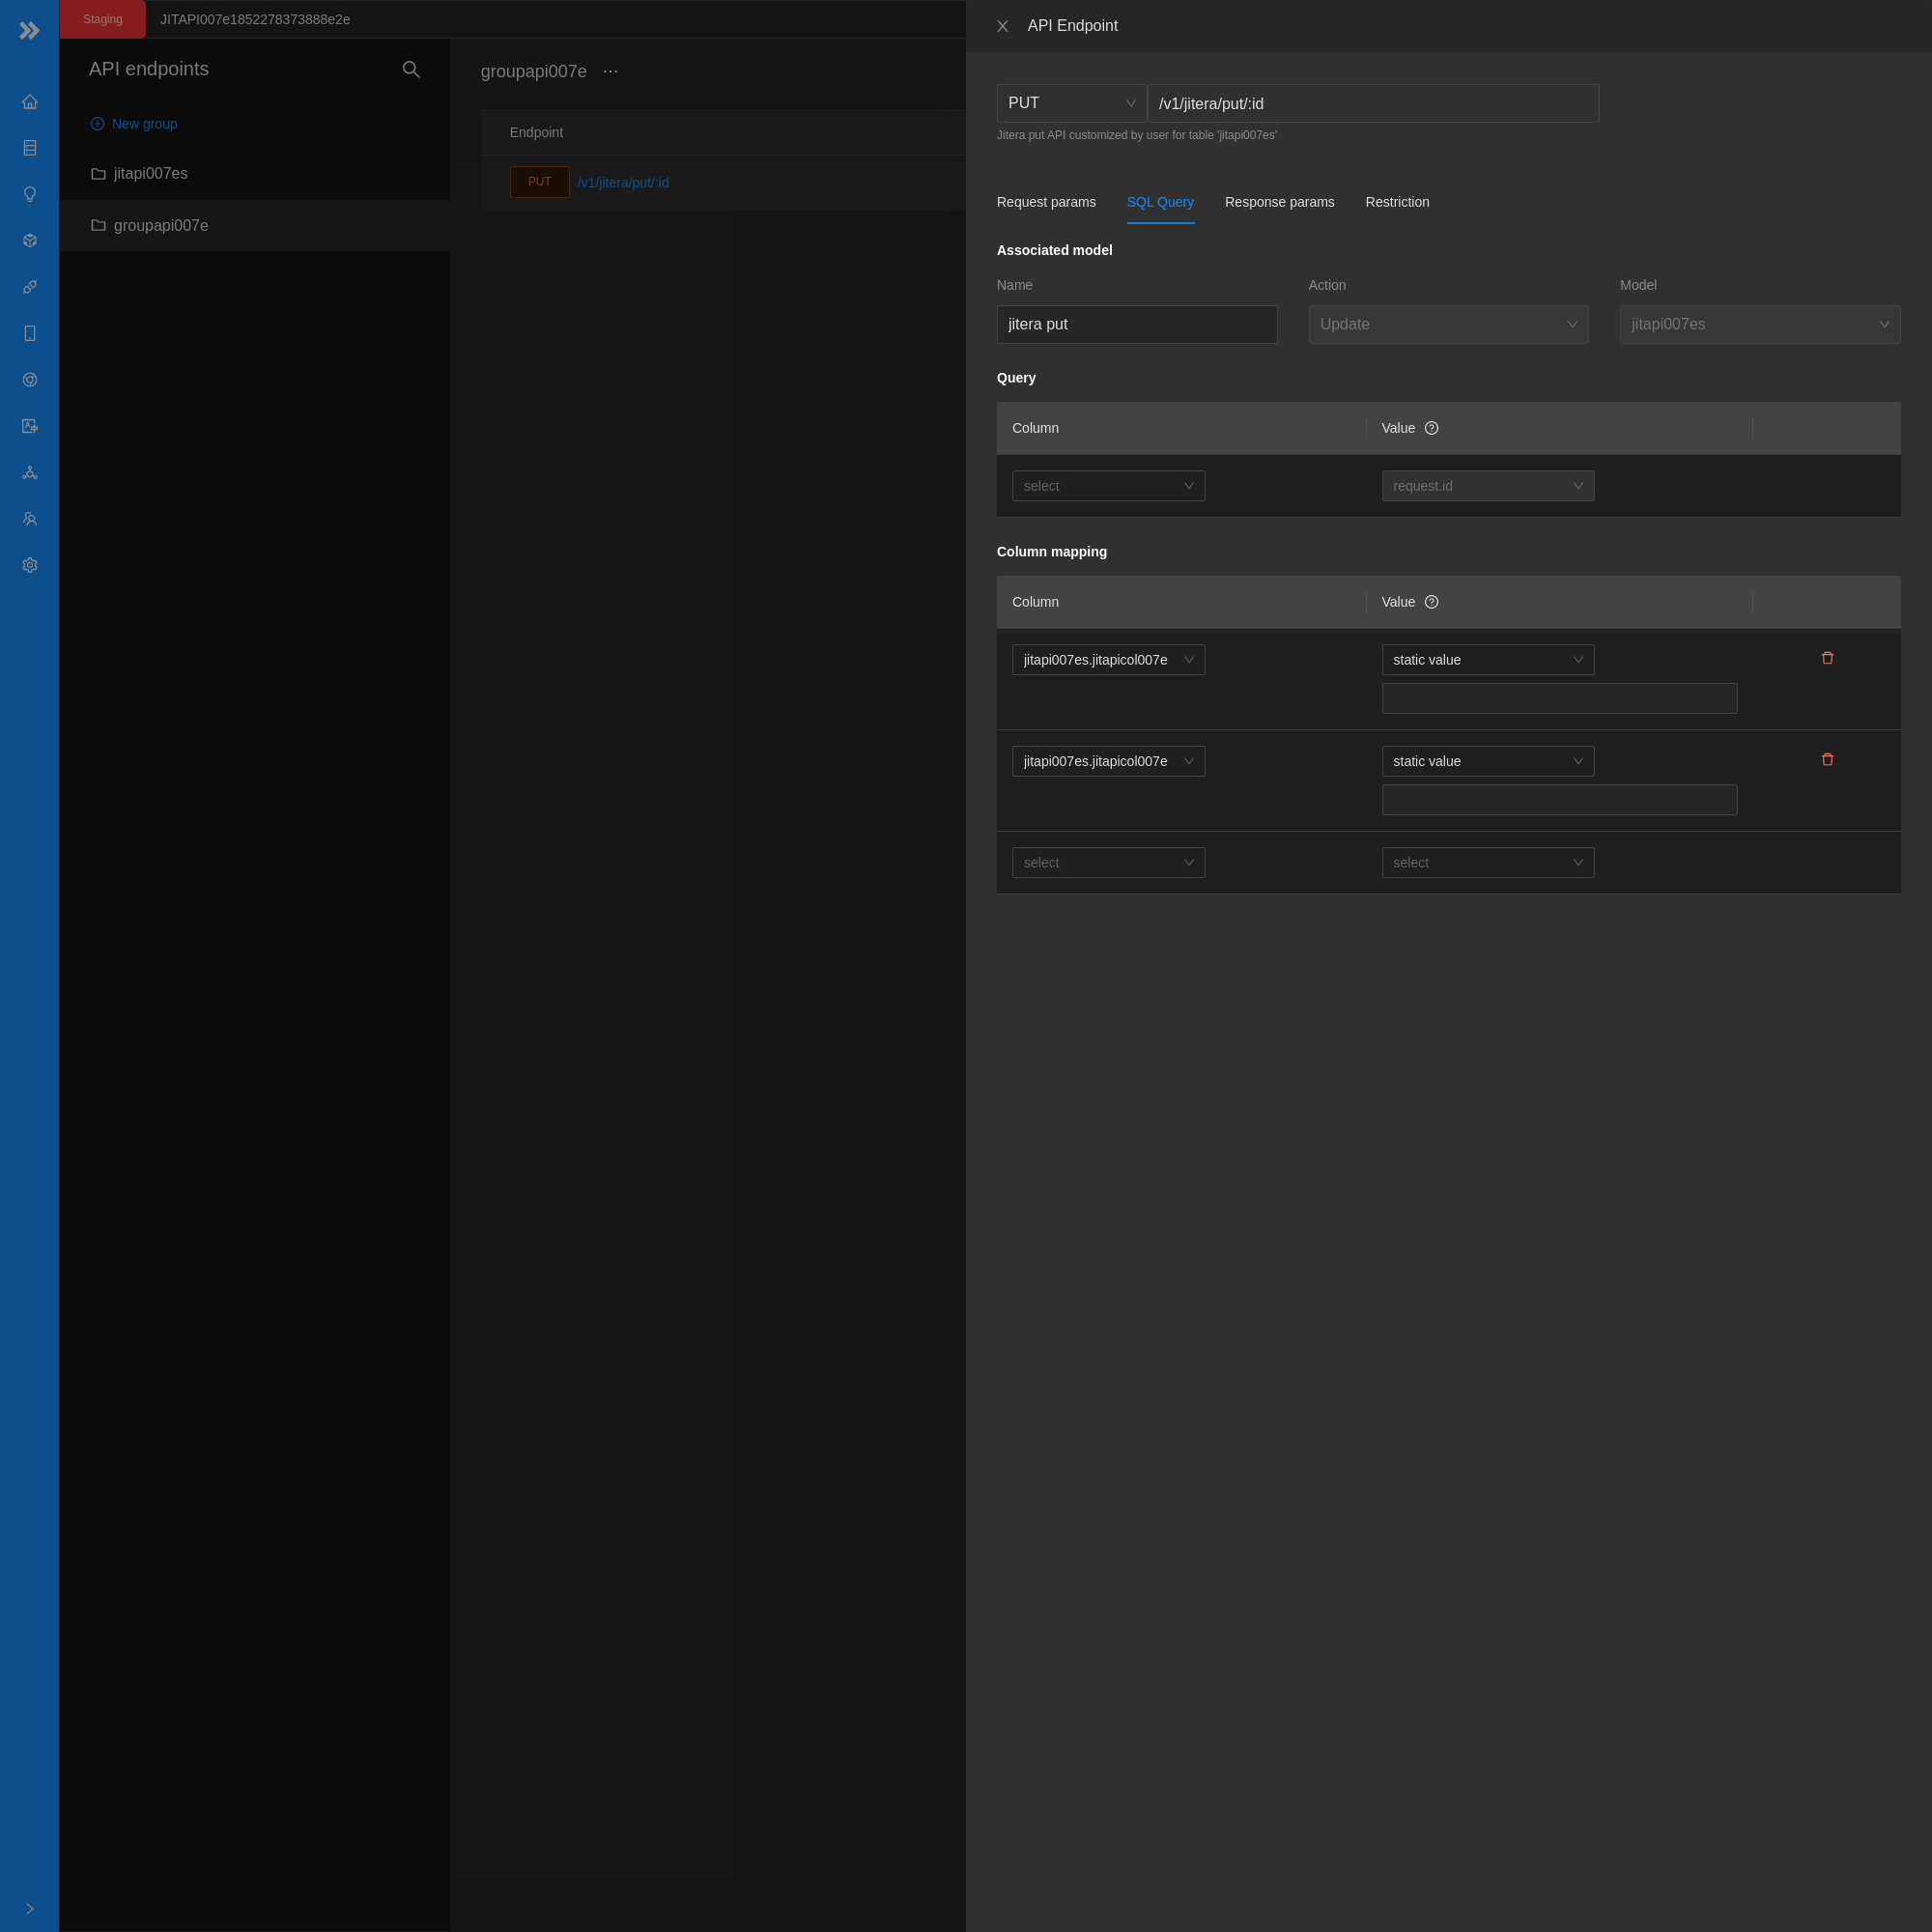 Staging
JITAPI007e1852278373888e2e
API endpoints
New group
jitapi007es
groupapi007e
groupapi007e ...
Endpoint
PUT /v1/jitera/put/:id
API Endpoint
PUT /v1/jitera/put/:id
Jitera put API customized by user for table 'jitapi007es'
Request params SQL Query Response params Restriction
Associated model
Name Action Model
jitera put Update jitapi007es
Query
Column Value
select request.id
Column mapping
Column Value
jitapi007es.jitapicol007e static value
jitapi007es.jitapicol007e static value
select select